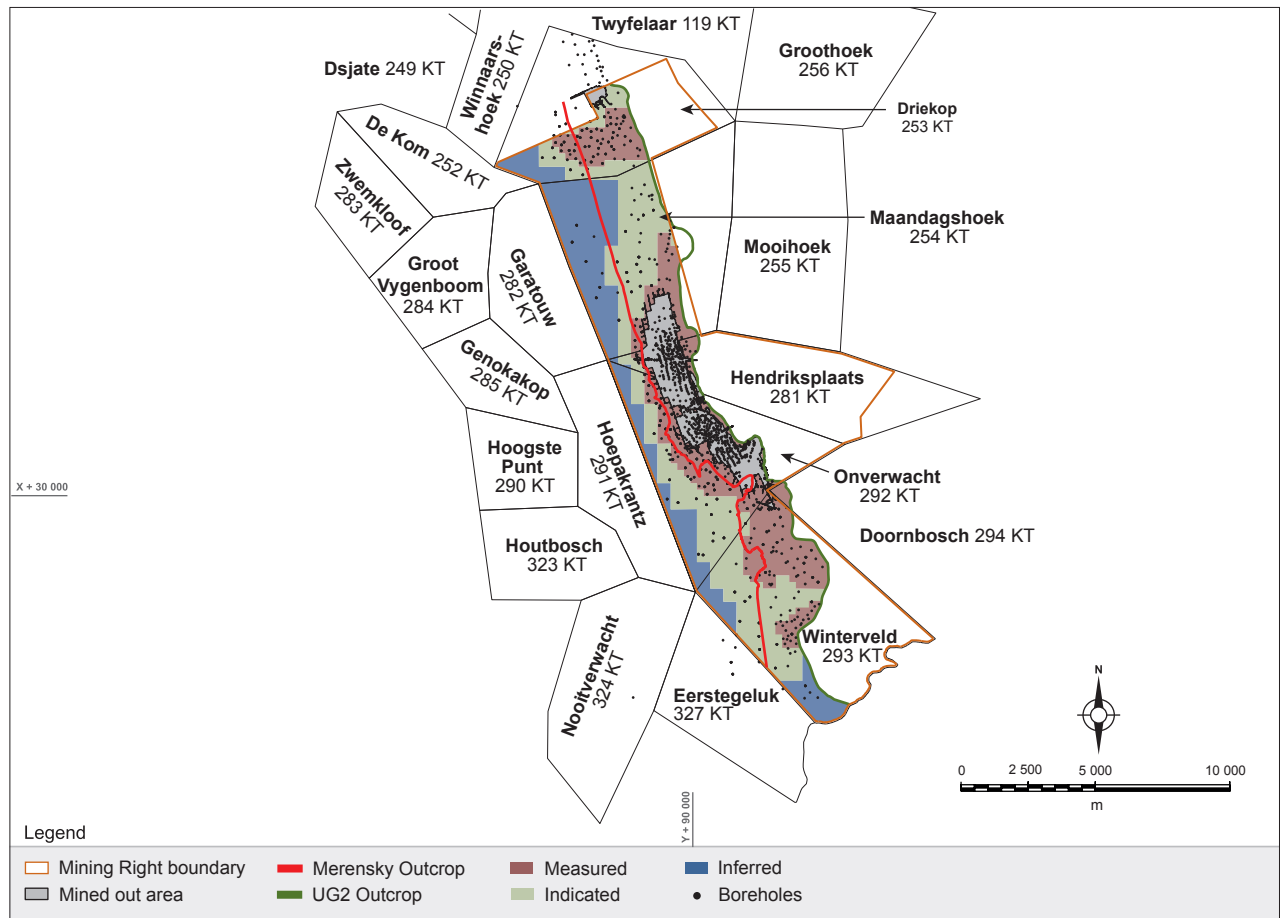 Twyfelaar 119 KT
Groothoek
256 KT
Dsjate 249 KT
Winnaars-
hoek 250 KT
Driekop
253 KT
De Kom 252 KT
Zwemkloof
283 KT
Maandagshoek
254 KT
Mooihoek
255 KT
Groot
Vygenboom
284 KT
Garatouw
282 KT
Genokakop
285 KT
Hendriksplaats
281 KT
Hoogste
Punt
290 KT
Hoepakrantz
291 KT
Onverwacht
292 KT
X + 30 000
Doornbosch 294 KT
Houtbosch
323 KT
Winterveld
293 KT
Nooitverwacht
324 KT
Eerstegeluk
327 KT
N
0 2 500 5 000 10 000
m
Y + 90 000
Legend
Mining Right boundary
Merensky Outcrop
Measured
Inferred
Mined out area
UG2 Outcrop
Indicated
Boreholes